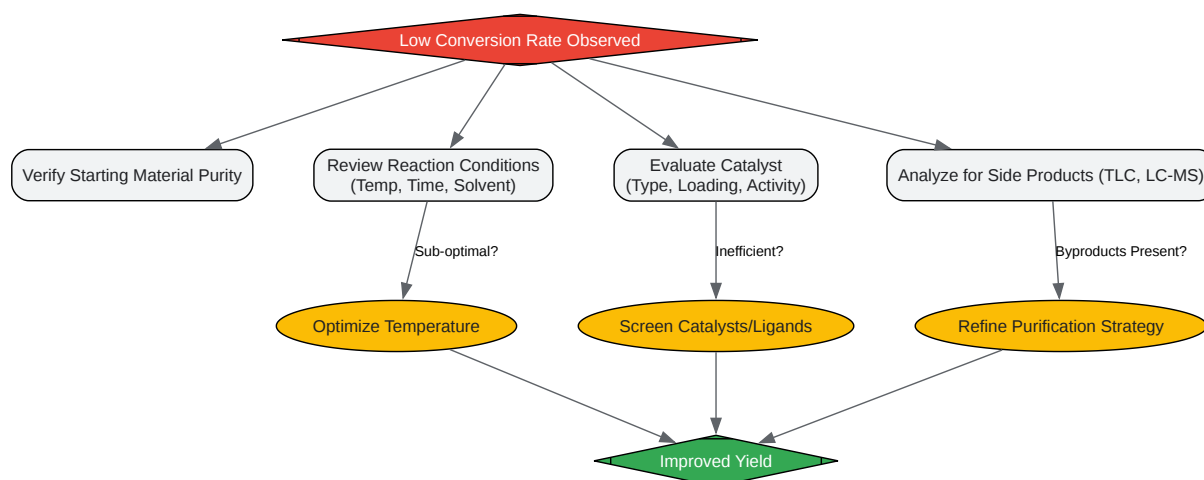 Low Conversion Rate Observed
Verify Starting Material Purity
Review Reaction Conditions
(Temp, Time, Solvent)
Evaluate Catalyst
(Type, Loading, Activity)
Analyze for Side Products (TLC, LC-MS)
Sub-optimal?
Inefficient?
Byproducts Present?
Optimize Temperature
Screen Catalysts/Ligands
Refine Purification Strategy
Improved Yield